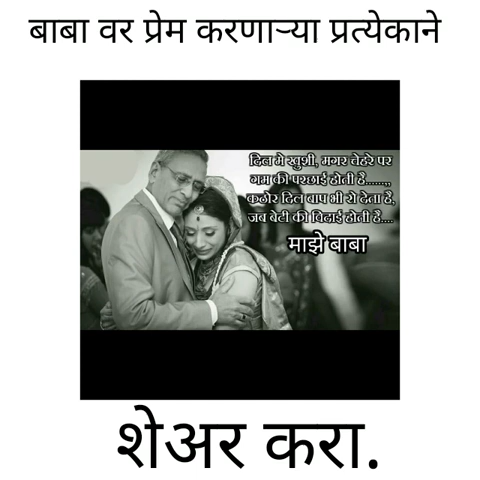 बाबा वर प्रेम करणाऱ्या प्रत्येकाने
दिल मे खुशी, मगर चेहरे पर
गम की परछाई होती है.......,,
कठोर दिल बाप भी रो देता है,
जब बेटी की विदाई होती है....
माझे बाबा
शेअर करा.